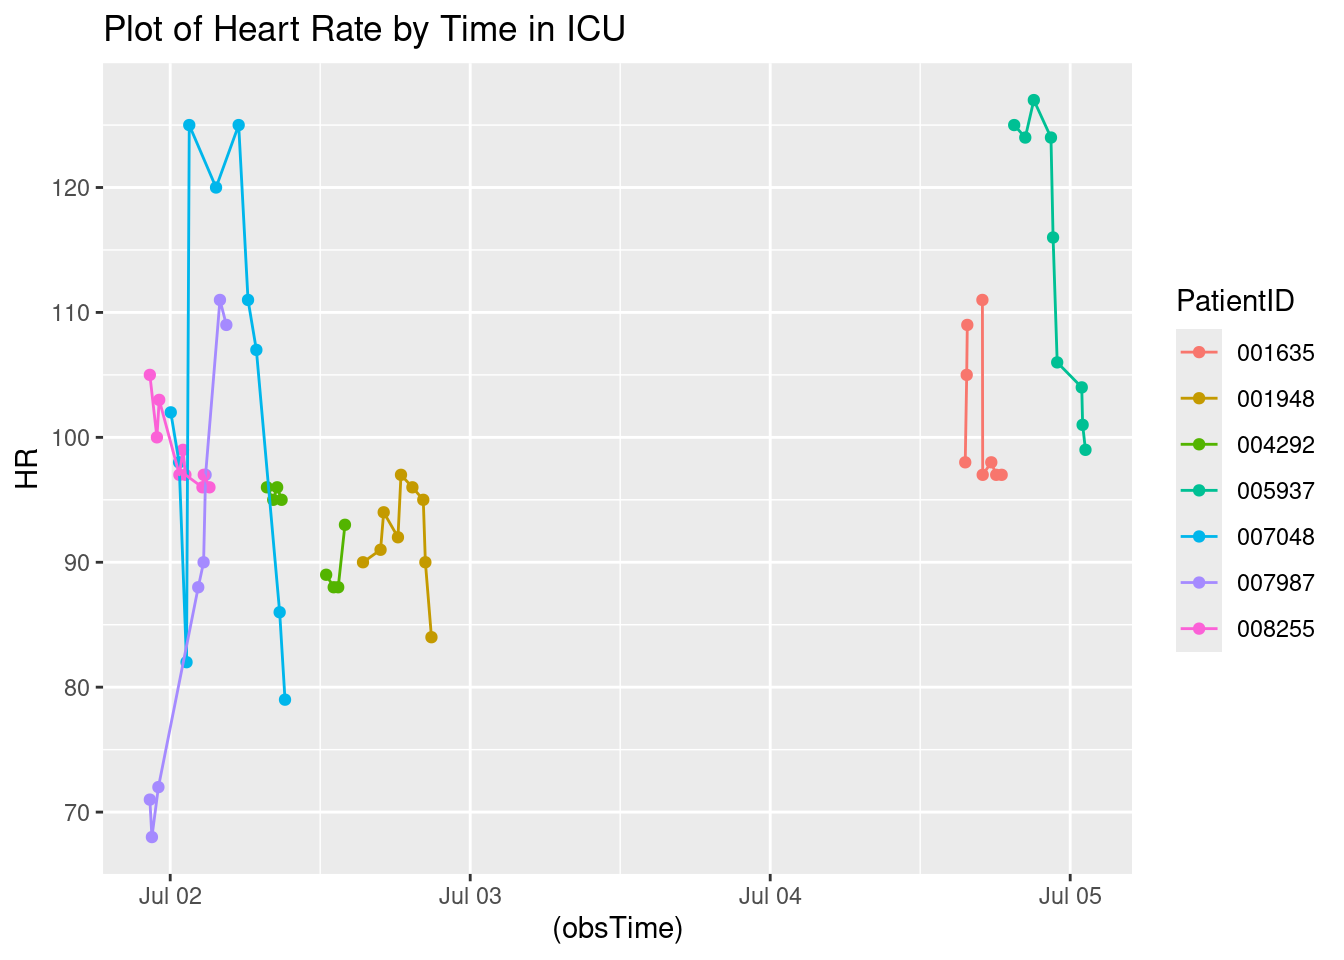 Plot of Heart Rate by Time in ICU
HR
120
110
100
90
80
70
Jul 02
Jul 03
Jul 04
Jul 05
(obsTime)
PatientID
001635
001948
004292
005937
007048
007987
008255